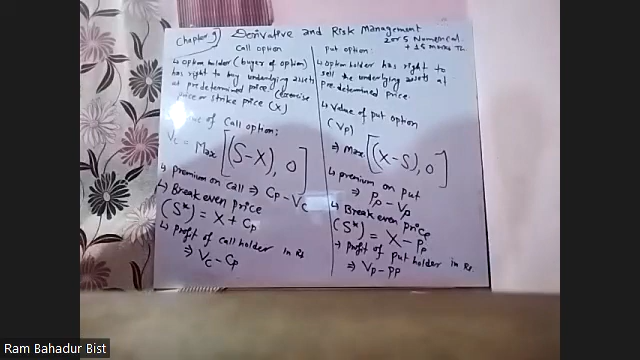 Chapter 9
Derivative and Risk Management
2 or 5 Numerical
+ 15 marks TL
Call option
↳ option holder (buyer of option)
has right to buy underlying assets
at predetermined price (exercise
price or strike price (X)
Value of Call option;
Vc = Max [(S-X), 0]
↳ premium on call ⇒ Cp - Vc
↳ Break even price
(S*) = X + Cp
↳ Profit of call holder in Rs
⇒ Vc - Cp
put option:
↳ option holder has right to
sell the underlying assets at
predetermined price.
↳ Value of put option
(Vp)
⇒ Max [(X-S), 0]
↳ premium on put
⇒ Pp - Vp
↳ Break even price
(S*) = X - Pp
↳ Profit of put holder in Rs.
⇒ Vp - Pp
Ram Bahadur Bist